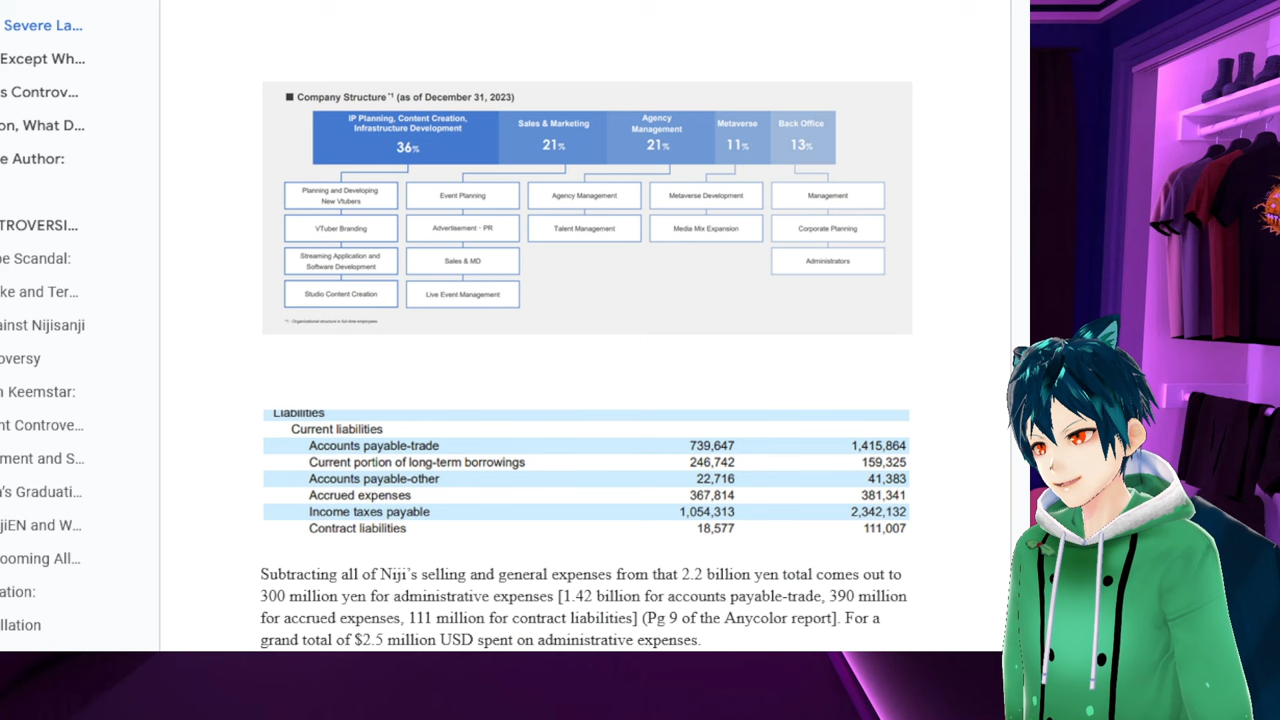 Severe La...
Except Wh...
s Controv...
on, What D...
e Author:
TROVERSI...
be Scandal:
ke and Ter...
ainst Nijisanji
oversy
n Keemstar:
nt Controve...
ment and S...
a's Graduati...
ijiEN and W...
ooming All...
ation:
llation
■ Company Structure*1 (as of December 31, 2023)
IP Planning, Content Creation,
Infrastructure Development
36%
Sales & Marketing
21%
Agency
Management
21%
Metaverse
11%
Back Office
13%
Planning and Developing
New Vtubers
VTuber Branding
Streaming Application and
Software Development
Studio Content Creation
Event Planning
Advertisement・PR
Sales & MD
Live Event Management
Agency Management
Talent Management
Metaverse Development
Media Mix Expansion
Management
Corporate Planning
Administrators
*1 : Organizational structure in full-time employees
Liabilities
Current liabilities
Accounts payable-trade 739,647 1,415,864
Current portion of long-term borrowings 246,742 159,325
Accounts payable-other 22,716 41,383
Accrued expenses 367,814 381,341
Income taxes payable 1,054,313 2,342,132
Contract liabilities 18,577 111,007
Subtracting all of Niji's selling and general expenses from that 2.2 billion yen total comes out to
300 million yen for administrative expenses [1.42 billion for accounts payable-trade, 390 million
for accrued expenses, 111 million for contract liabilities] (Pg 9 of the Anycolor report]. For a
grand total of $2.5 million USD spent on administrative expenses.